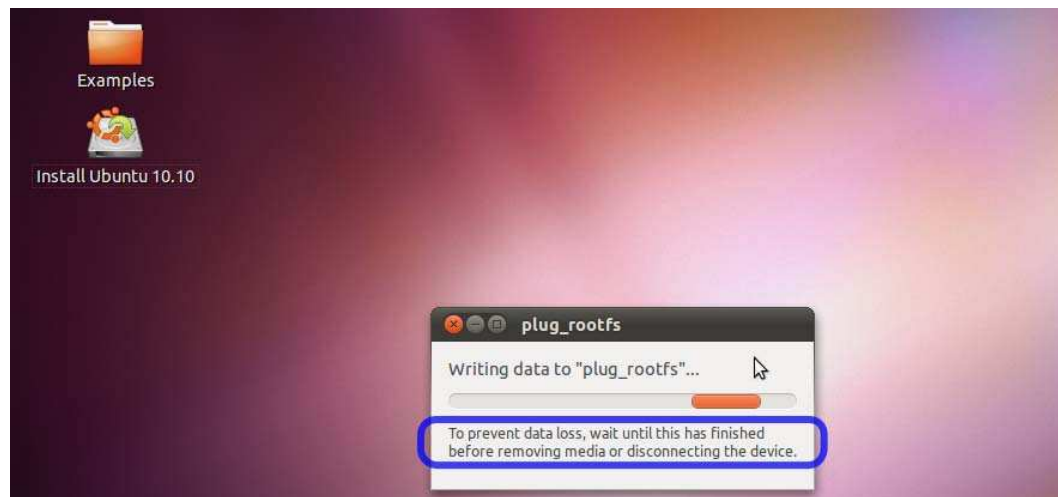 Examples
Install Ubuntu 10.10
plug_rootfs
Writing data to "plug_rootfs"...
To prevent data loss, wait until this has finished
before removing media or disconnecting the device.